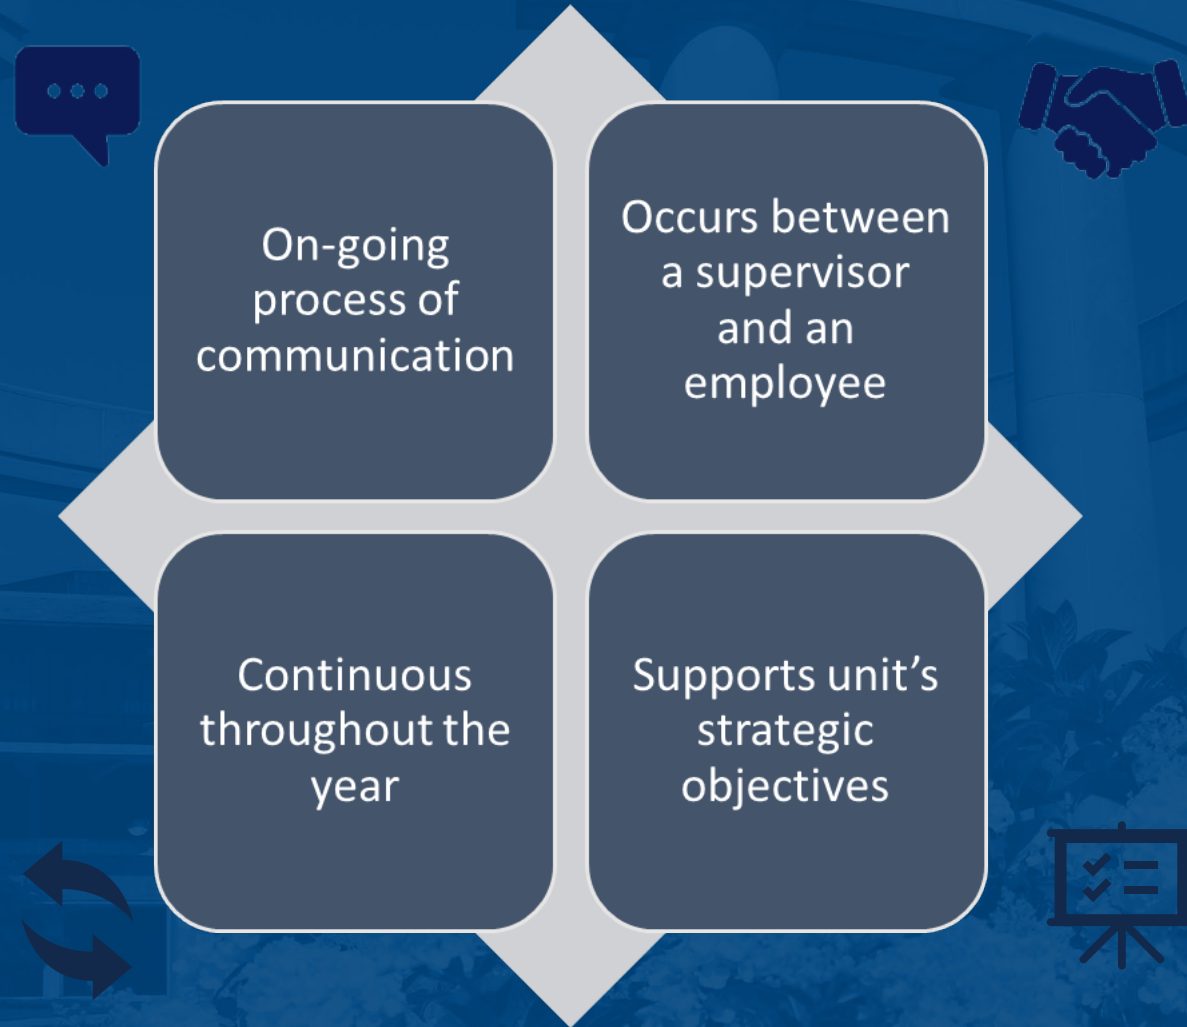 On-going
process of
communication
Occurs between
a supervisor
and an
employee
Continuous
throughout the
year
Supports unit’s
strategic
objectives